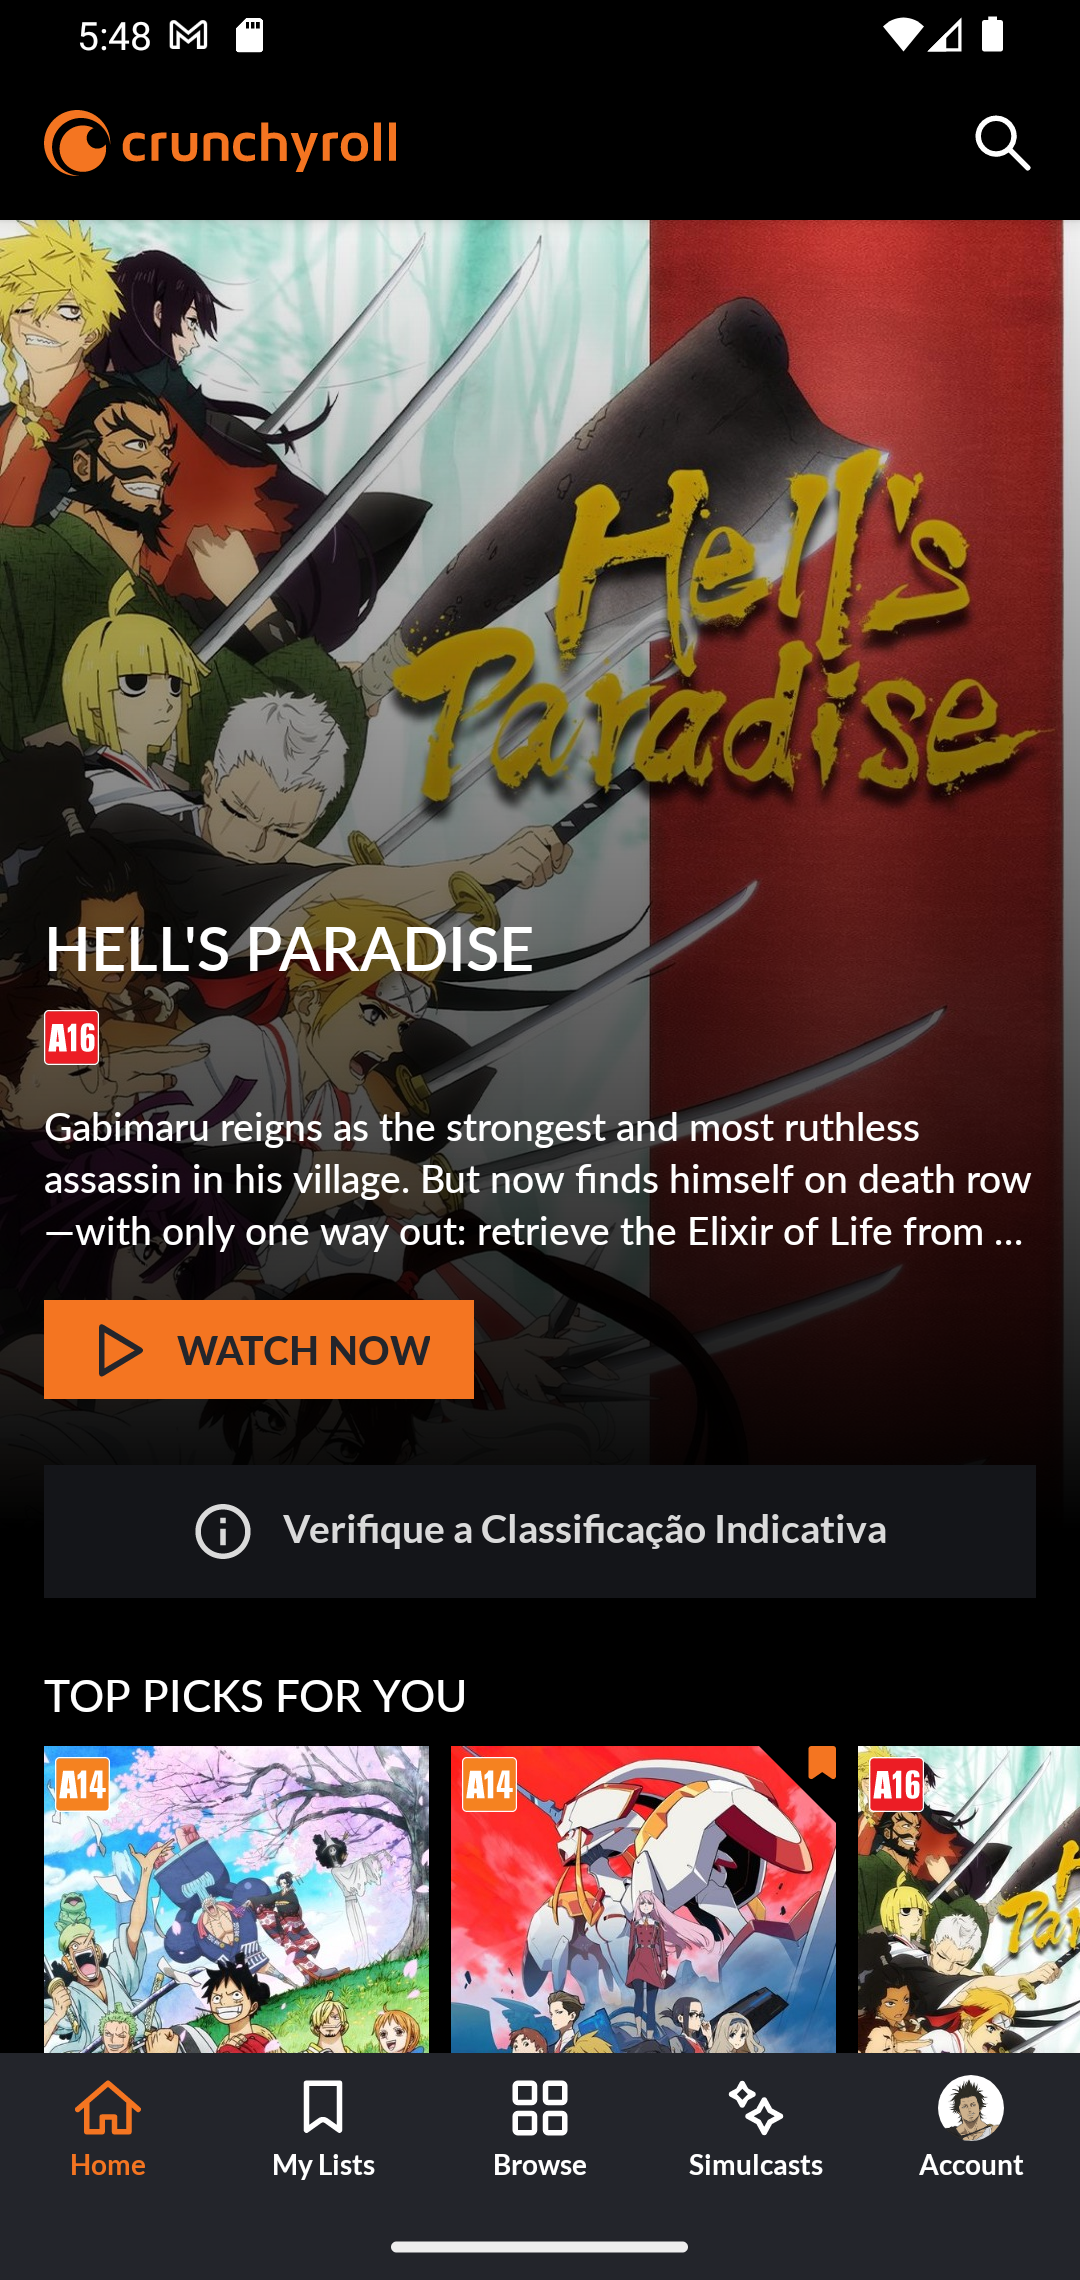 5:48
crunchyroll
Hell's
Paradise
HELL'S PARADISE
A16
Gabimaru reigns as the strongest and most ruthless
assassin in his village. But now finds himself on death row
—with only one way out: retrieve the Elixir of Life from ...
WATCH NOW
Verifique a Classificação Indicativa
TOP PICKS FOR YOU
A14
A14
A16
Home
My Lists
Browse
Simulcasts
Account